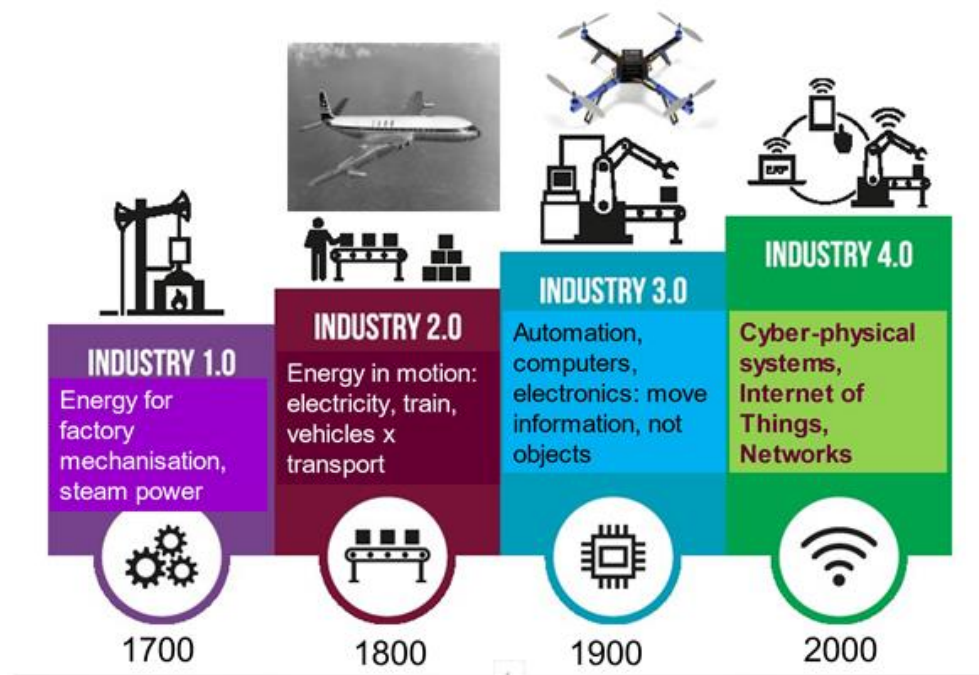 INDUSTRY 1.0
Energy for
factory
mechanisation,
steam power
1700
INDUSTRY 2.0
Energy in motion:
electricity, train,
vehicles x
transport
1800
INDUSTRY 3.0
Automation,
computers,
electronics: move
information, not
objects
1900
ERP
INDUSTRY 4.0
Cyber-physical
systems,
Internet of
Things,
Networks
2000